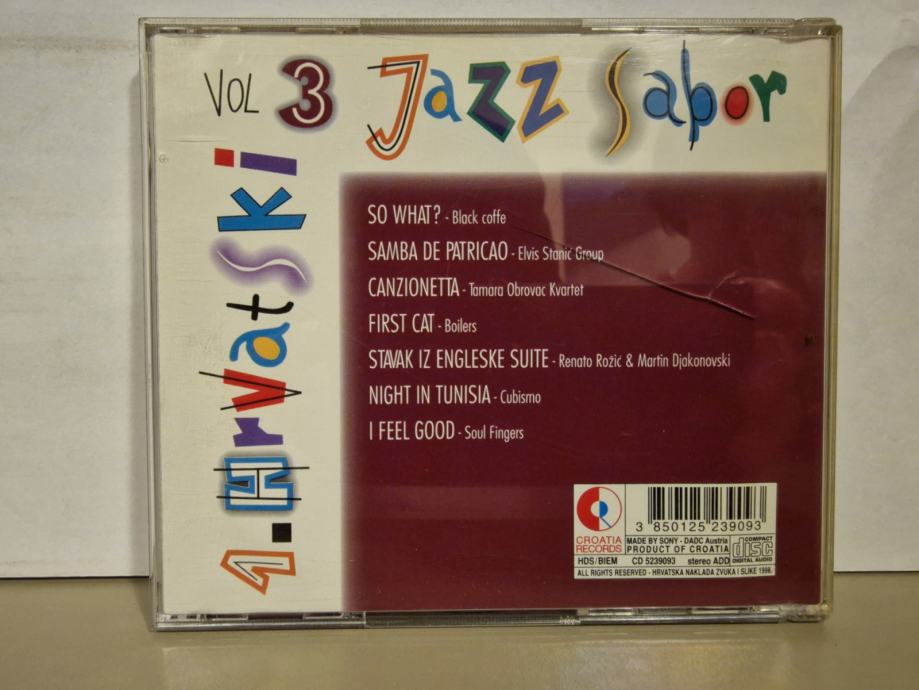 VOL 3 Jazz Sabor
1. Hrvatski
SO WHAT? - Black coffe
SAMBA DE PATRICAO - Elvis Stanić Group
CANZIONETTA - Tamara Obrovac Kvartet
FIRST CAT - Boilers
STAVAK IZ ENGLESKE SUITE - Renato Rožić & Martin Djakonovski
NIGHT IN TUNISIA - Cubismo
I FEEL GOOD - Soul Fingers
3 850125 239093
CROATIA
RECORDS
MADE BY SONY - DADC Austria
PRODUCT OF CROATIA
COMPACT
disc
DIGITAL AUDIO
HDS/BIEM CD 5239093 stereo ADD
ALL RIGHTS RESERVED - HRVATSKA NAKLADA ZVUKA I SLIKE 1998.